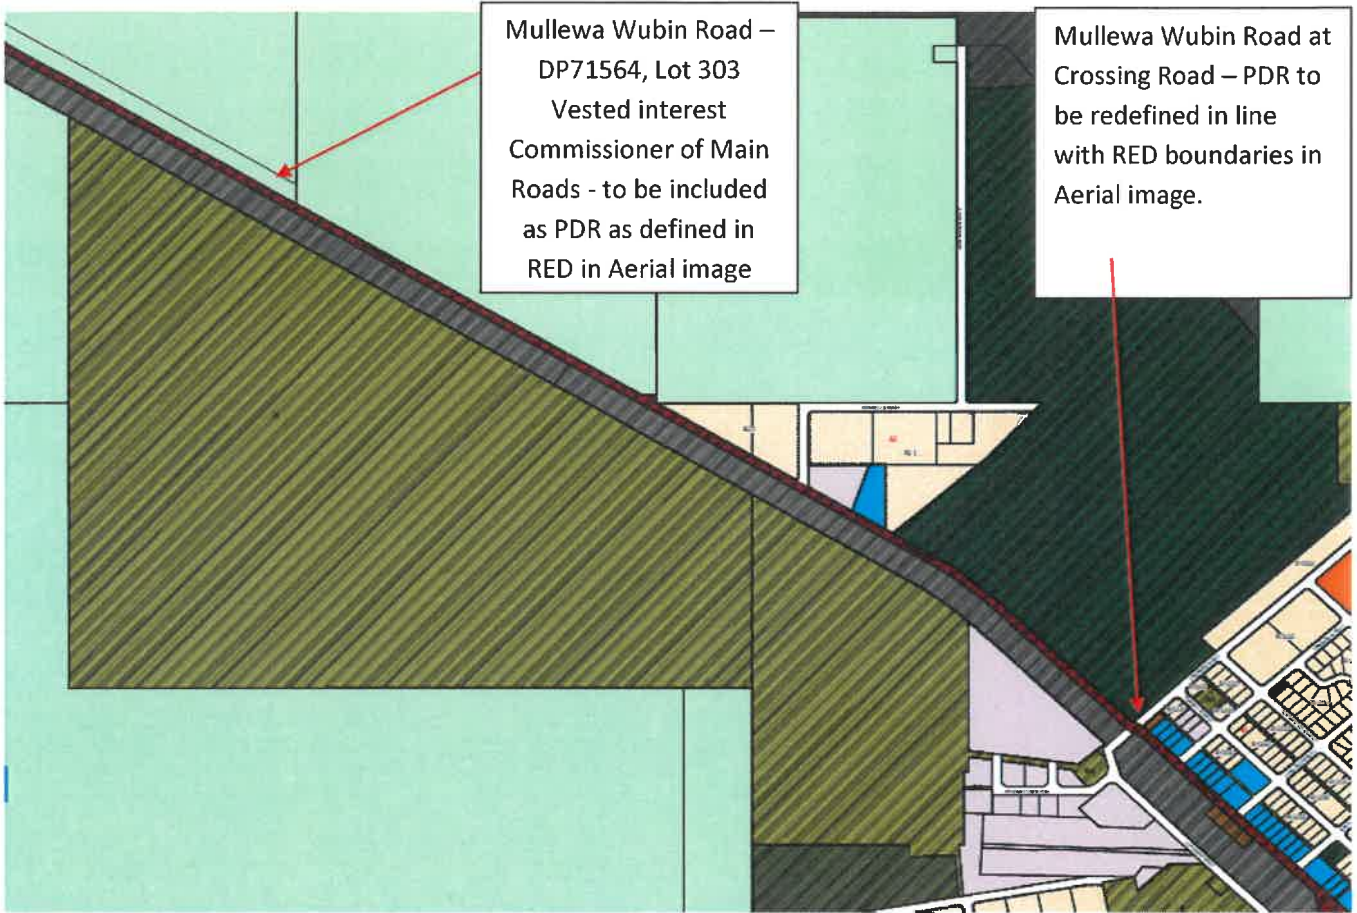 Mullewa Wubin Road –
DP71564, Lot 303
Vested interest
Commissioner of Main
Roads - to be included
as PDR as defined in
RED in Aerial image
Mullewa Wubin Road at
Crossing Road – PDR to
be redefined in line
with RED boundaries in
Aerial image.